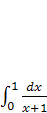 ∫₀¹ dx/(x+1)